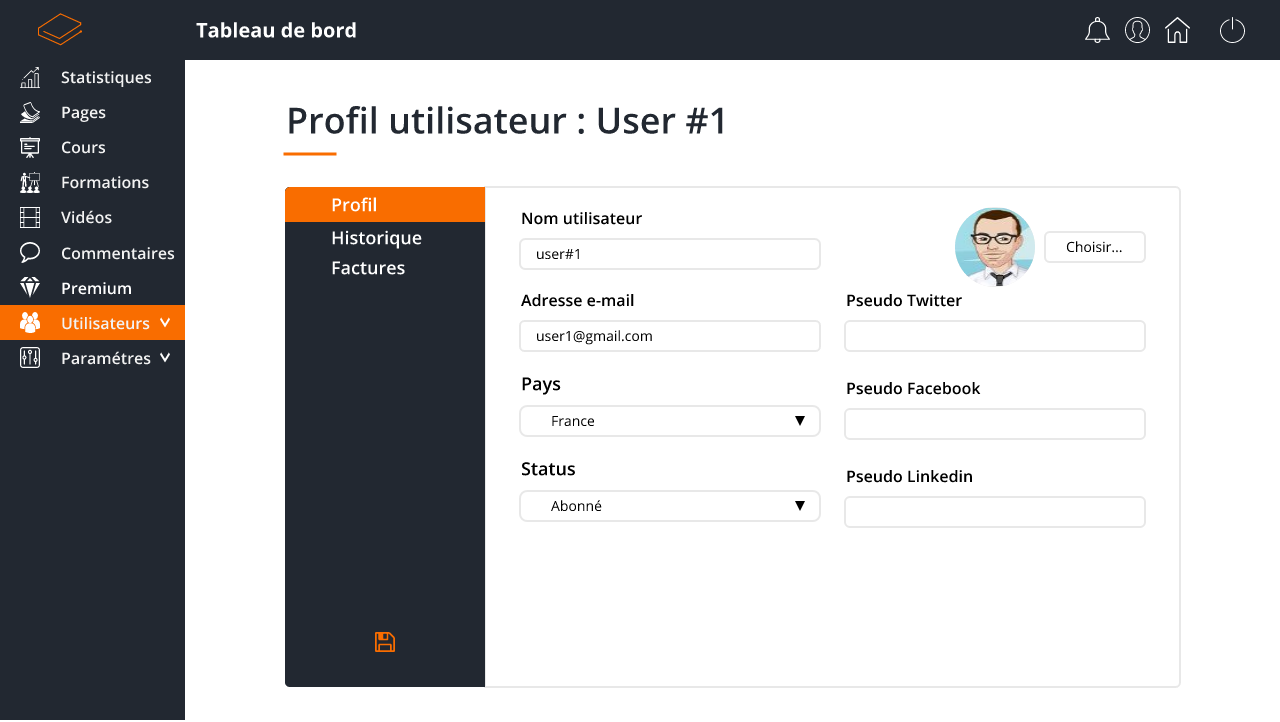 Tableau de bord
Statistiques
Pages
Cours
Formations
Vidéos
Commentaires
Premium
Utilisateurs
Paramétres
Profil utilisateur : User #1
Profil
Historique
Factures
Nom utilisateur
user#1
Choisir...
Adresse e-mail
user1@gmail.com
Pseudo Twitter
Pays
France
Pseudo Facebook
Status
Abonné
Pseudo Linkedin